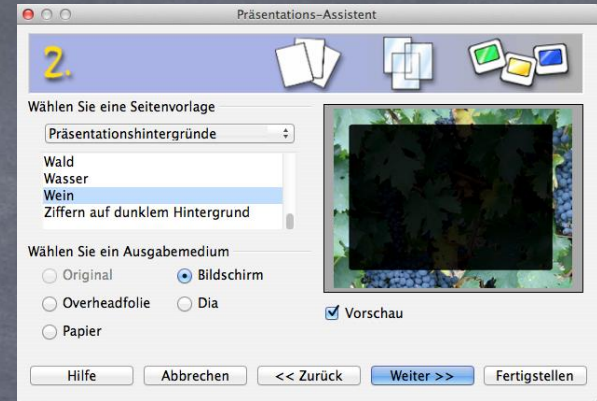 Präsentations-Assistent
2.
Wählen Sie eine Seitenvorlage
Präsentationshintergründe
Wald
Wasser
Wein
Ziffern auf dunklem Hintergrund
Wählen Sie ein Ausgabemedium
Original
Bildschirm
Overheadfolie
Dia
Papier
Vorschau
Hilfe
Abbrechen
<< Zurück
Weiter >>
Fertigstellen